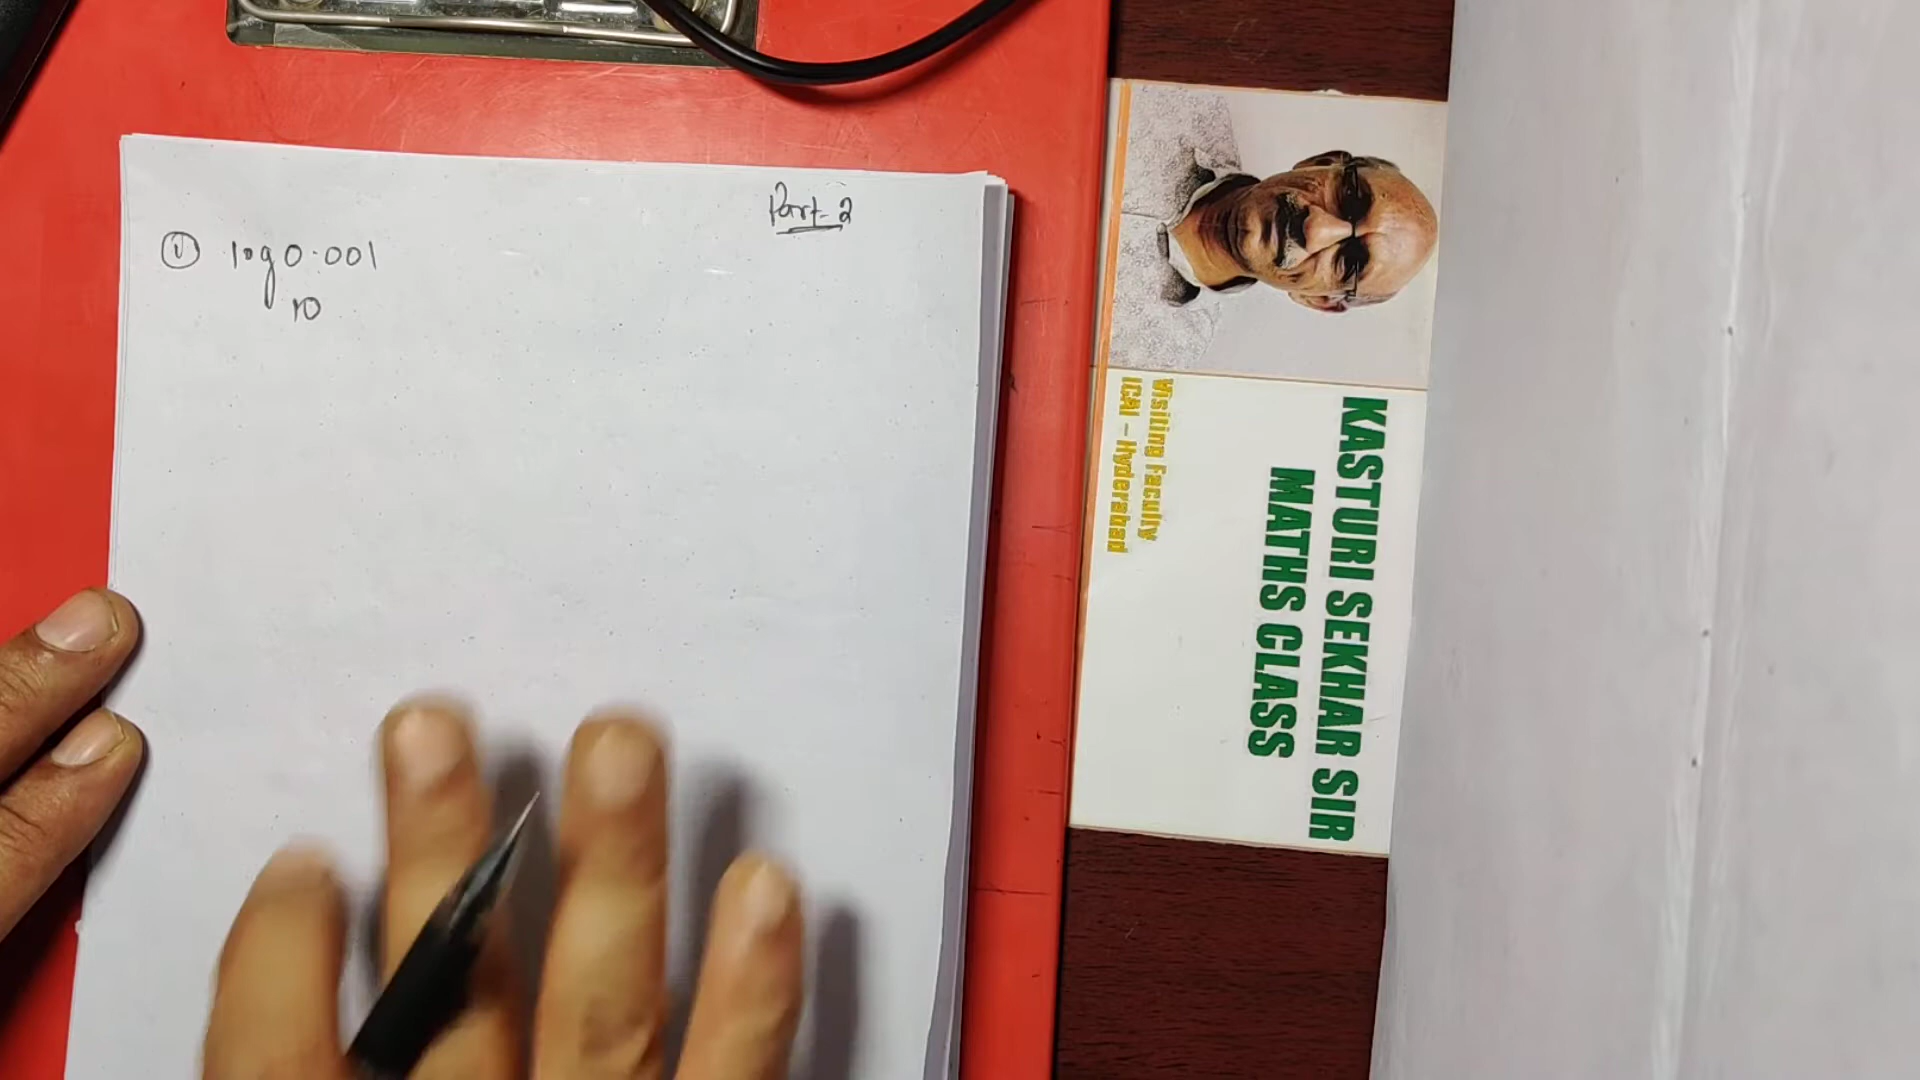 Part-2
① log 0.001
10
KASTURI SEKHAR SIR
MATHS CLASS
Visiting Faculty
ICAI - Hyderabad